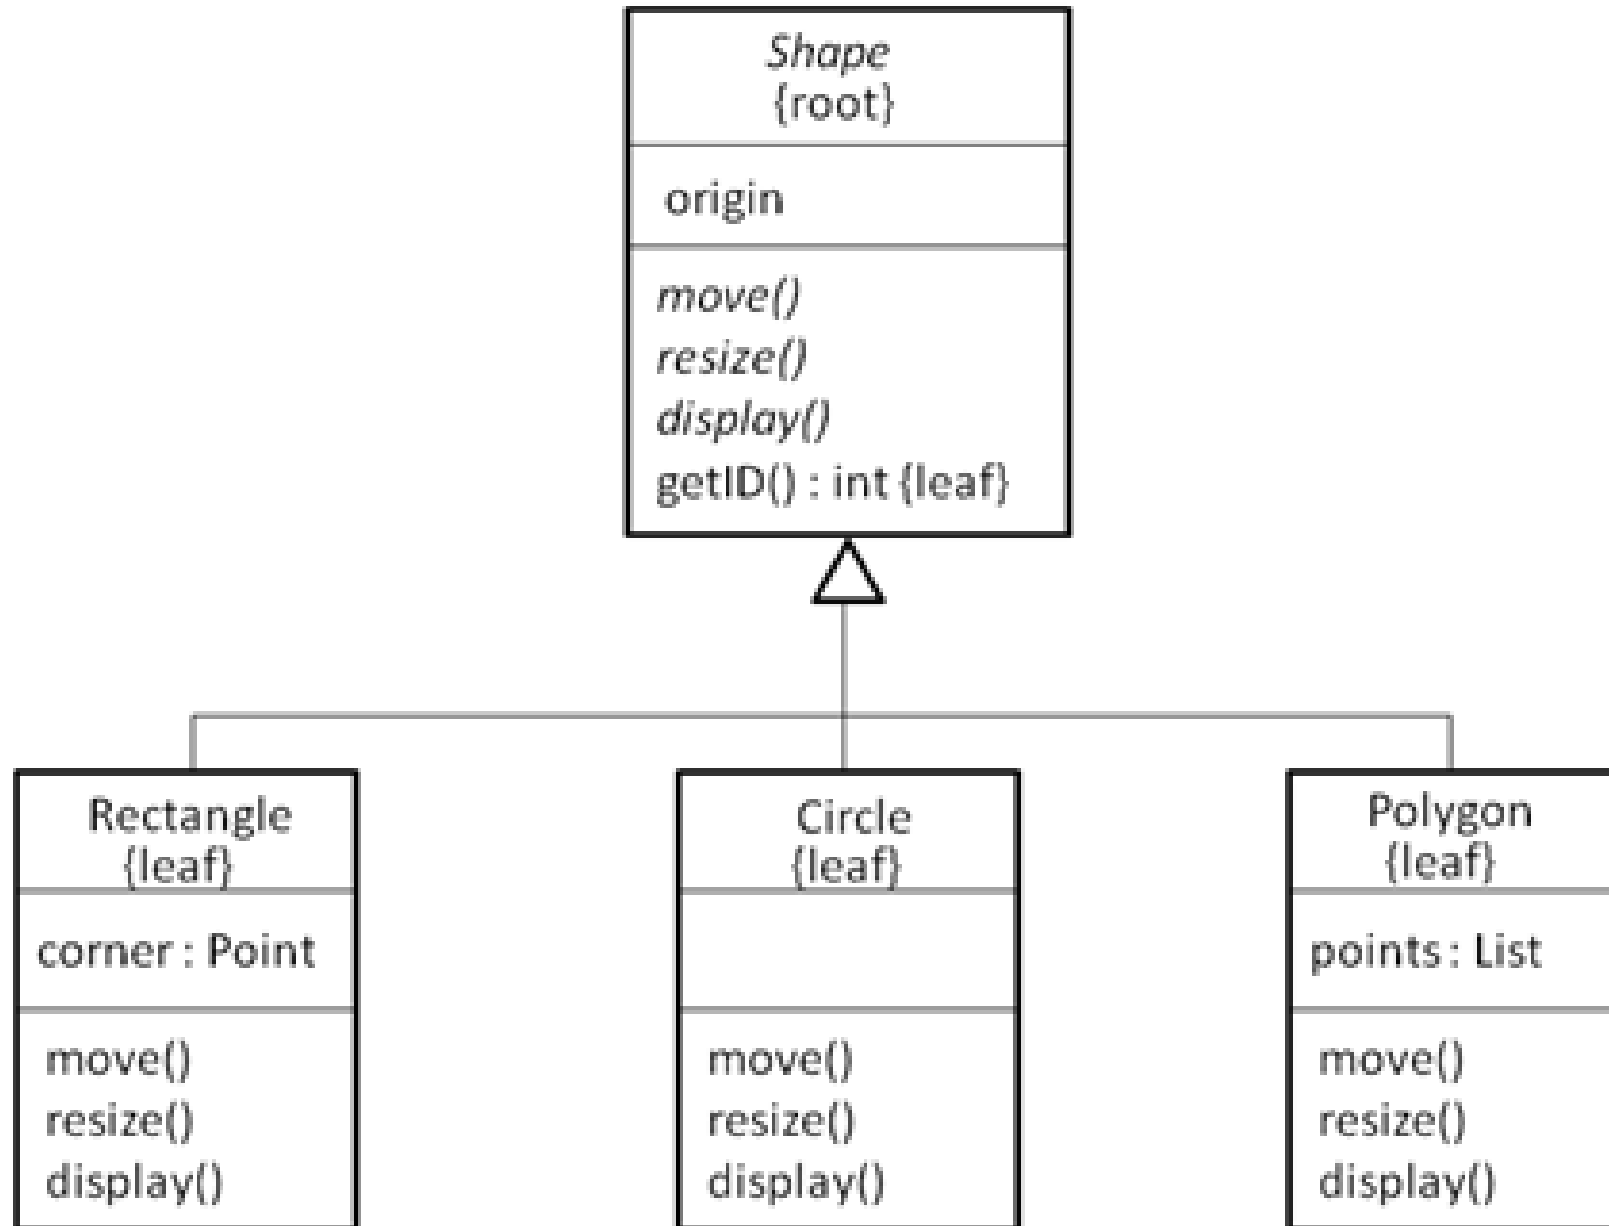 Shape
{root}
origin
move()
resize()
display()
getID() : int {leaf}
Rectangle
{leaf}
corner : Point
move()
resize()
display()
Circle
{leaf}
move()
resize()
display()
Polygon
{leaf}
points : List
move()
resize()
display()